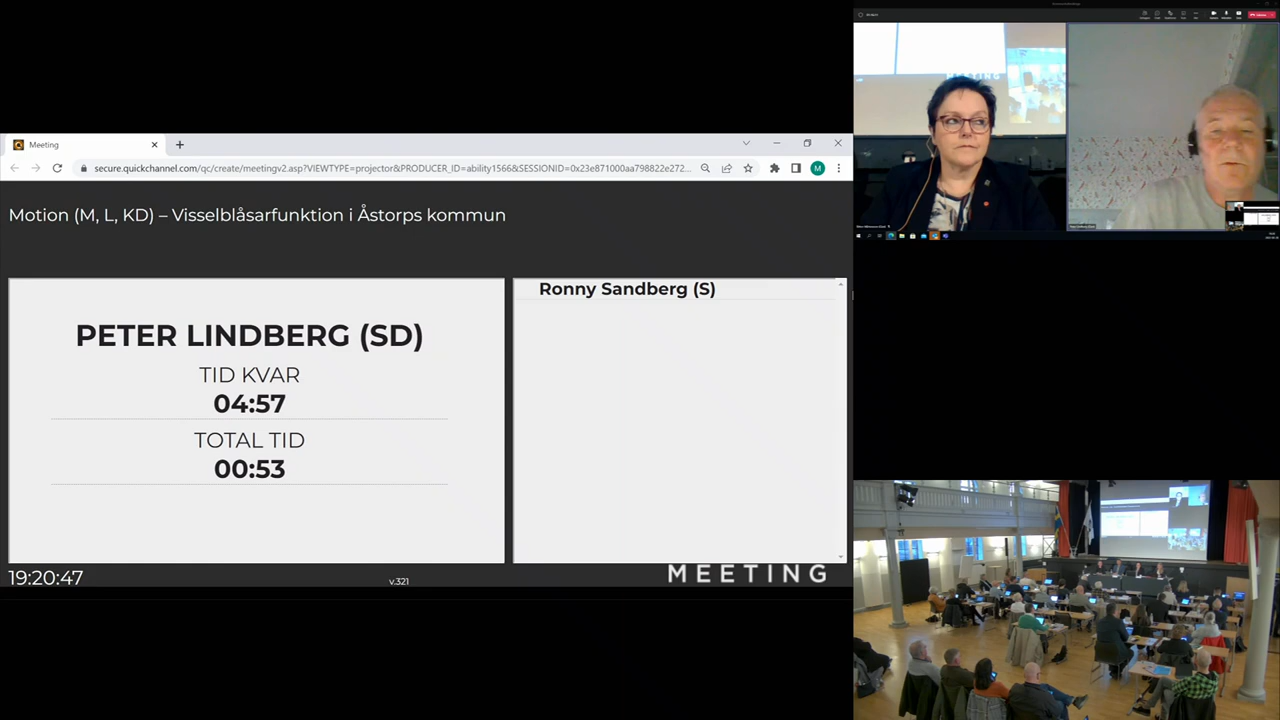 Meeting
secure.quickchannel.com/qc/create/meetingv2.asp?VIEWTYPE=projector&PRODUCER_ID=ability1566&SESSIONID=0x23e871000aa798822e272...
M
Motion (M, L, KD) – Visselblåsarfunktion i Åstorps kommun
PETER LINDBERG (SD)
TID KVAR
04:57
TOTAL TID
00:53
Ronny Sandberg (S)
19:20:47
v.321
MEETING
MEETING